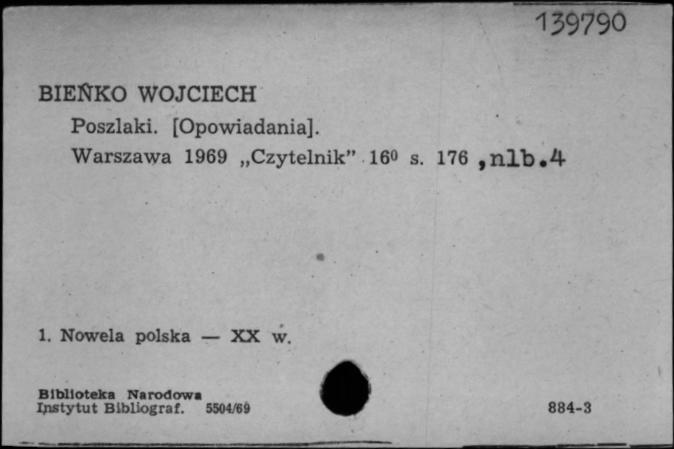 139790
BIEŃKO WOJCIECH
Poszlaki. [Opowiadania].
Warszawa 1969 „Czytelnik” 16⁰ s. 176 ,nlb.4
1. Nowela polska — XX w.
Biblioteka Narodowa
Instytut Bibliograf. 5504/69
884-3